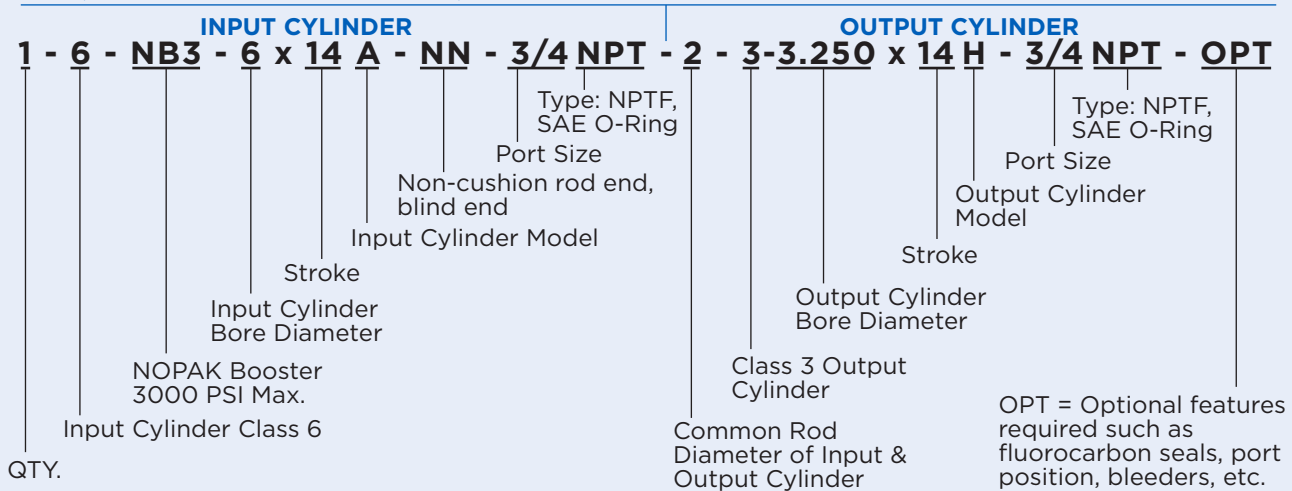 INPUT CYLINDER OUTPUT CYLINDER
1 - 6 - NB3 - 6 x 14 A - NN - 3/4 NPT - 2 - 3-3.250 x 14 H - 3/4 NPT - OPT
Type: NPTF,
SAE O-Ring
Port Size
Non-cushion rod end,
blind end
Input Cylinder Model
Stroke
Input Cylinder
Bore Diameter
NOPAK Booster
3000 PSI Max.
Input Cylinder Class 6
QTY.
Type: NPTF,
SAE O-Ring
Port Size
Output Cylinder
Model
Stroke
Output Cylinder
Bore Diameter
Class 3 Output
Cylinder
Common Rod
Diameter of Input &
Output Cylinder
OPT = Optional features
required such as
fluorocarbon seals, port
position, bleeders, etc.